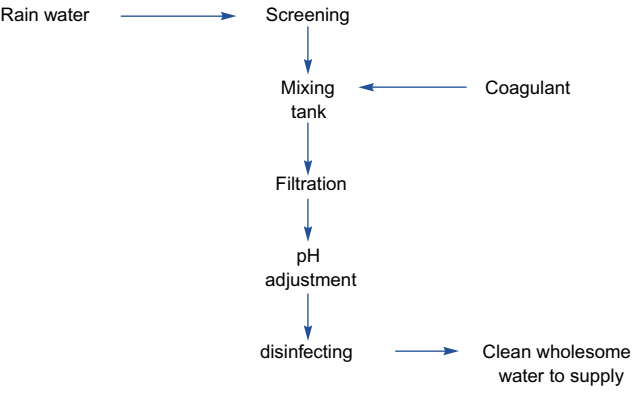 Rain water
Screening
Mixing
tank
Coagulant
Filtration
pH
adjustment
disinfecting
Clean wholesome
water to supply